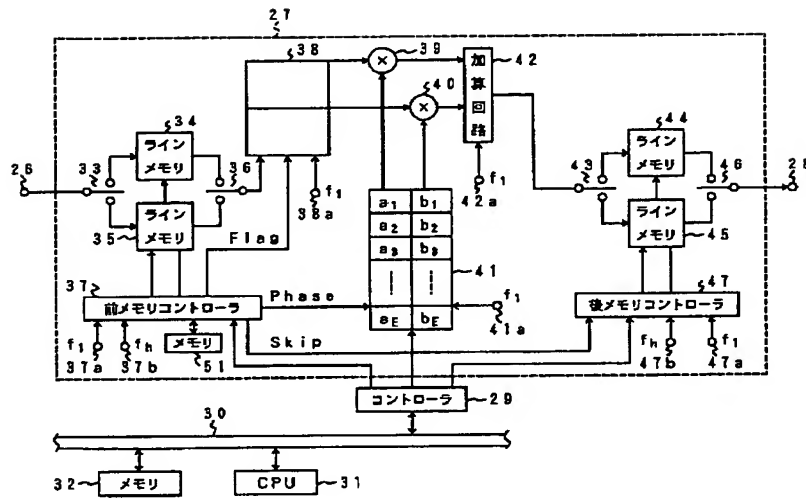 27
38
39
40
42
加算回路
34
ライン
メモリ
44
ライン
メモリ
26
33
36
43
46
28
f1
38a
f1
42a
35
ライン
メモリ
Flag
a1 b1
a2 b2
a3 b3
aE bE
41
ライン
メモリ
45
37
前メモリコントローラ
Phase
f1
41a
47
後メモリコントローラ
f1
37a
fh
37b
メモリ
51
Skip
fh
47b
f1
47a
コントローラ
29
30
32
メモリ
CPU
31